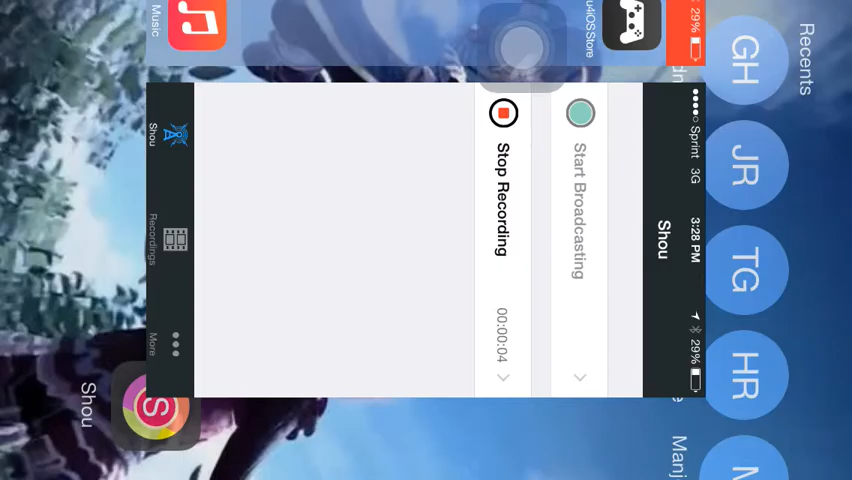 Recents
GH
JR
TG
HR
Manj
●●●●○ Sprint 3G 3:28 PM 29%
Shou
Start Broadcasting
Stop Recording 00:00:04
Shou
Recordings
More
29%
u4iOSStore
Music
Shou